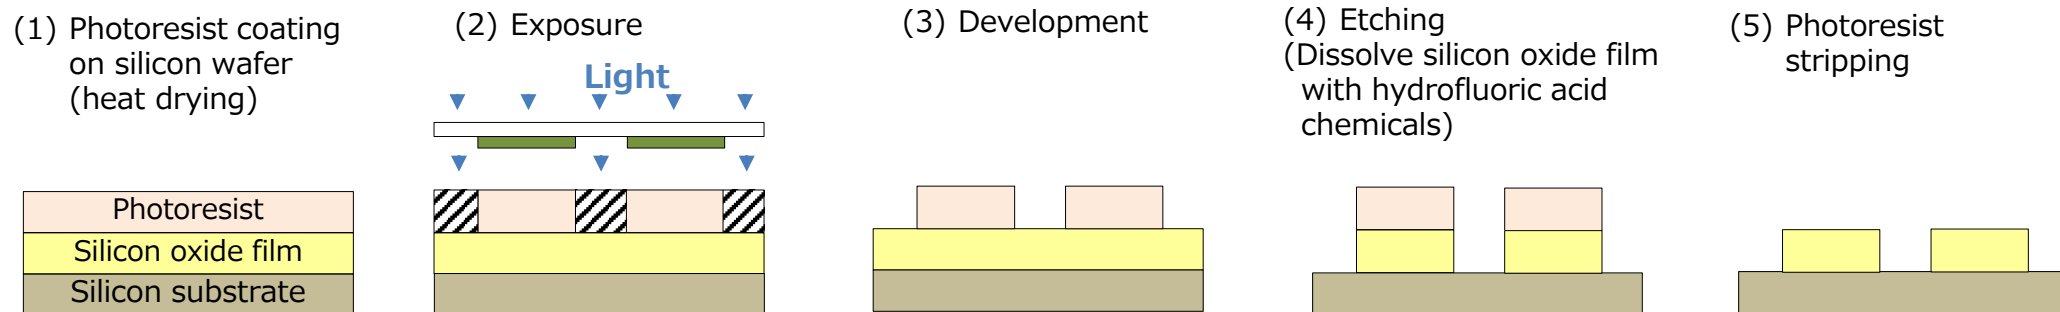 (1) Photoresist coating
on silicon wafer
(heat drying)
Photoresist
Silicon oxide film
Silicon substrate
(2) Exposure
Light
(3) Development
(4) Etching
(Dissolve silicon oxide film
with hydrofluoric acid
chemicals)
(5) Photoresist
stripping